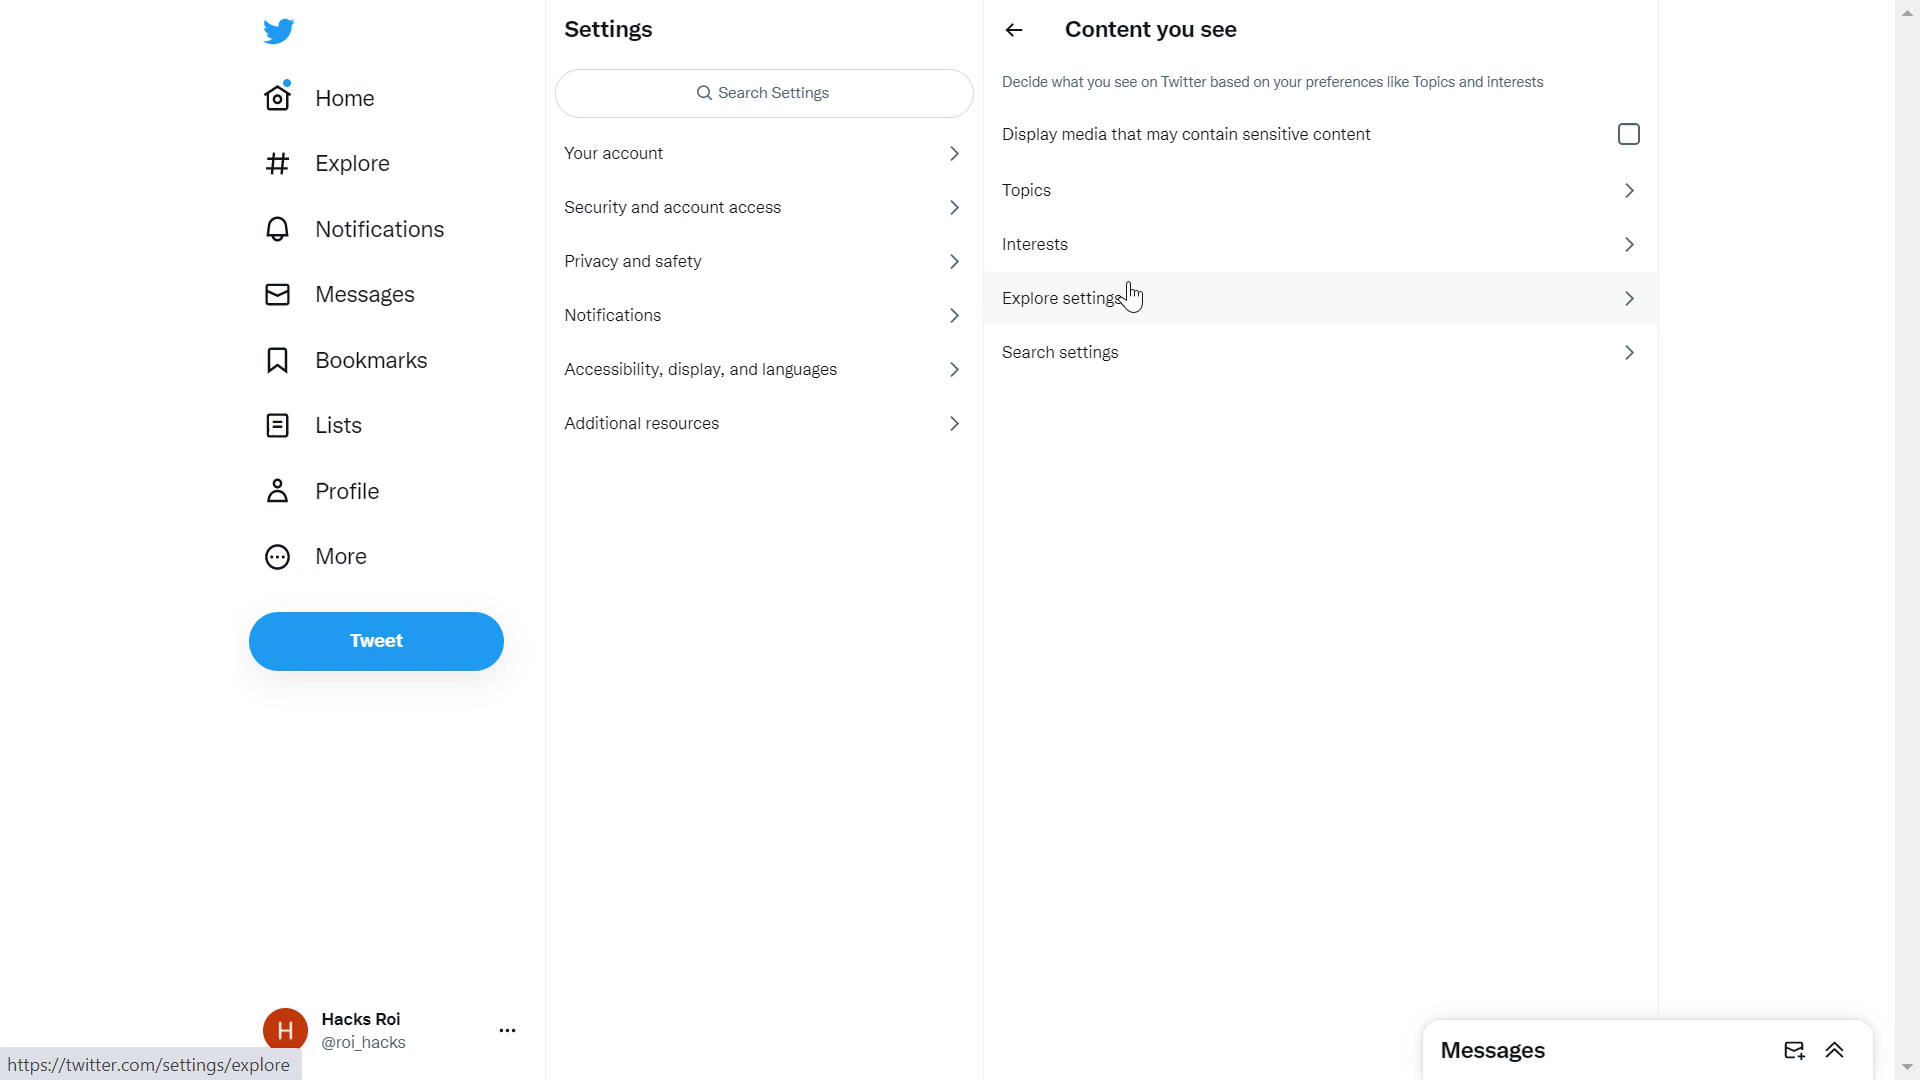 Home
Explore
Notifications
Messages
Bookmarks
Lists
Profile
More
Tweet
H
Hacks Roi
@roi_hacks
https://twitter.com/settings/explore
Settings
Search Settings
Your account
Security and account access
Privacy and safety
Notifications
Accessibility, display, and languages
Additional resources
Content you see
Decide what you see on Twitter based on your preferences like Topics and interests
Display media that may contain sensitive content
Topics
Interests
Explore settings
Search settings
Messages